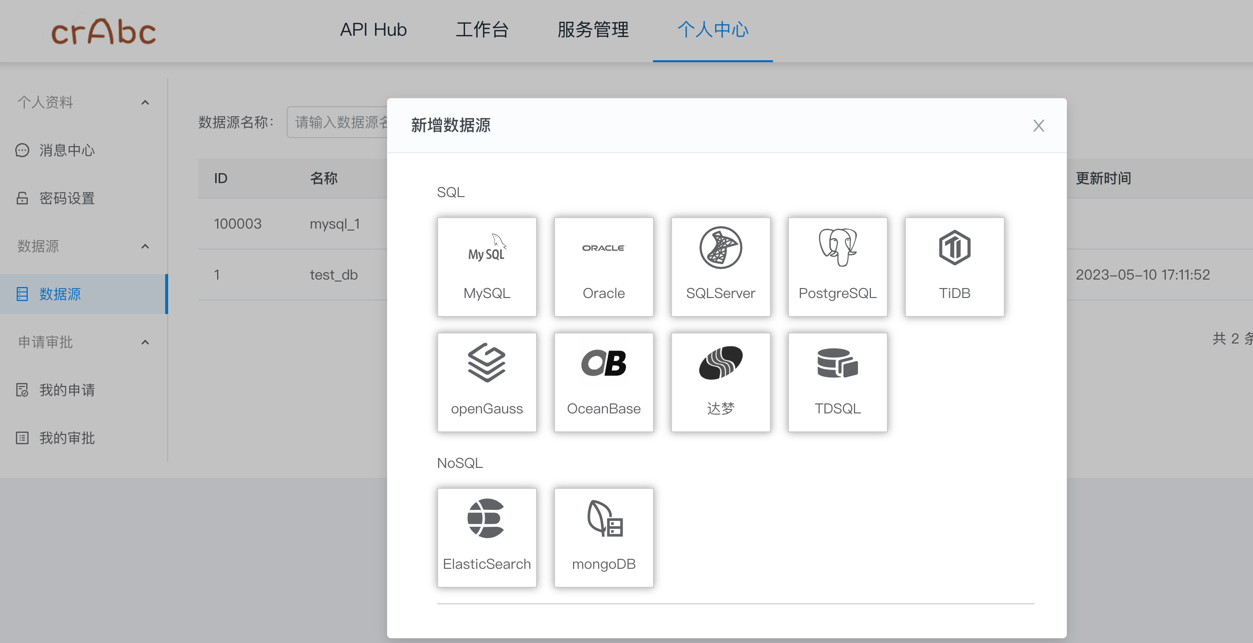 crAbc
API Hub
工作台
服务管理
个人中心
个人资料
消息中心
密码设置
数据源
数据源
申请审批
我的申请
我的审批
数据源名称：
请输入数据源名
ID
名称
更新时间
100003
mysql_1
1
test_db
2023-05-10 17:11:52
共 2 条
新增数据源
SQL
My SQL
ORACLE
MySQL
Oracle
SQLServer
PostgreSQL
TiDB
OB
openGauss
OceanBase
达梦
TDSQL
NoSQL
ElasticSearch
mongoDB